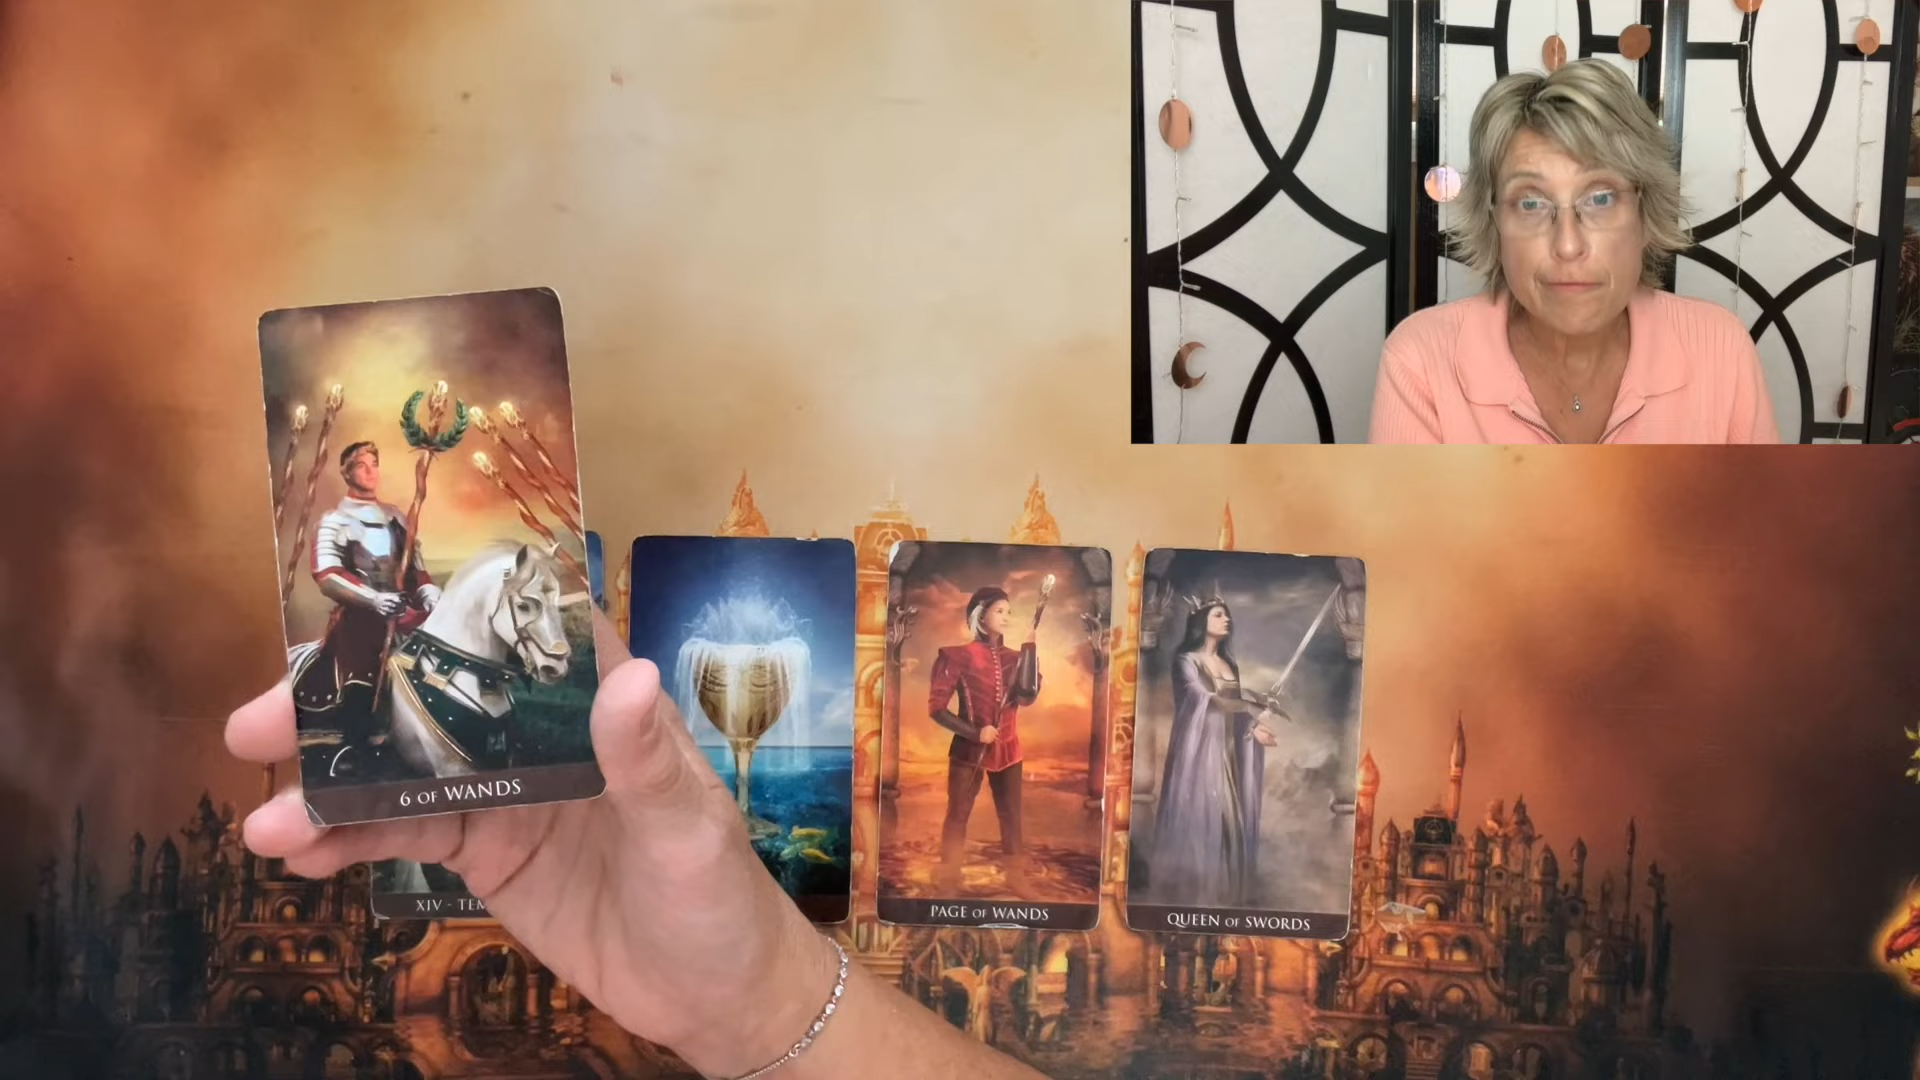 6 OF WANDS
XIV - TEM
PAGE OF WANDS
QUEEN OF SWORDS